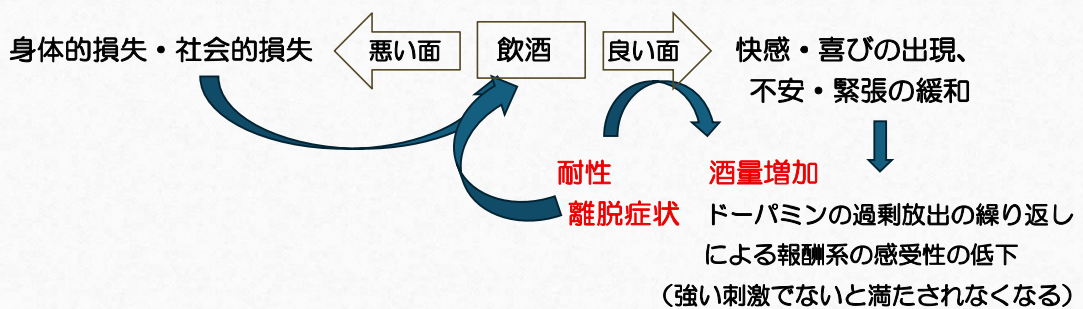 身体的損失・社会的損失
悪い面
飲酒
良い面
快感・喜びの出現、
不安・緊張の緩和
耐性
離脱症状
酒量増加
ドーパミンの過剰放出の繰り返し
による報酬系の感受性の低下
（強い刺激でないと満たされなくなる）